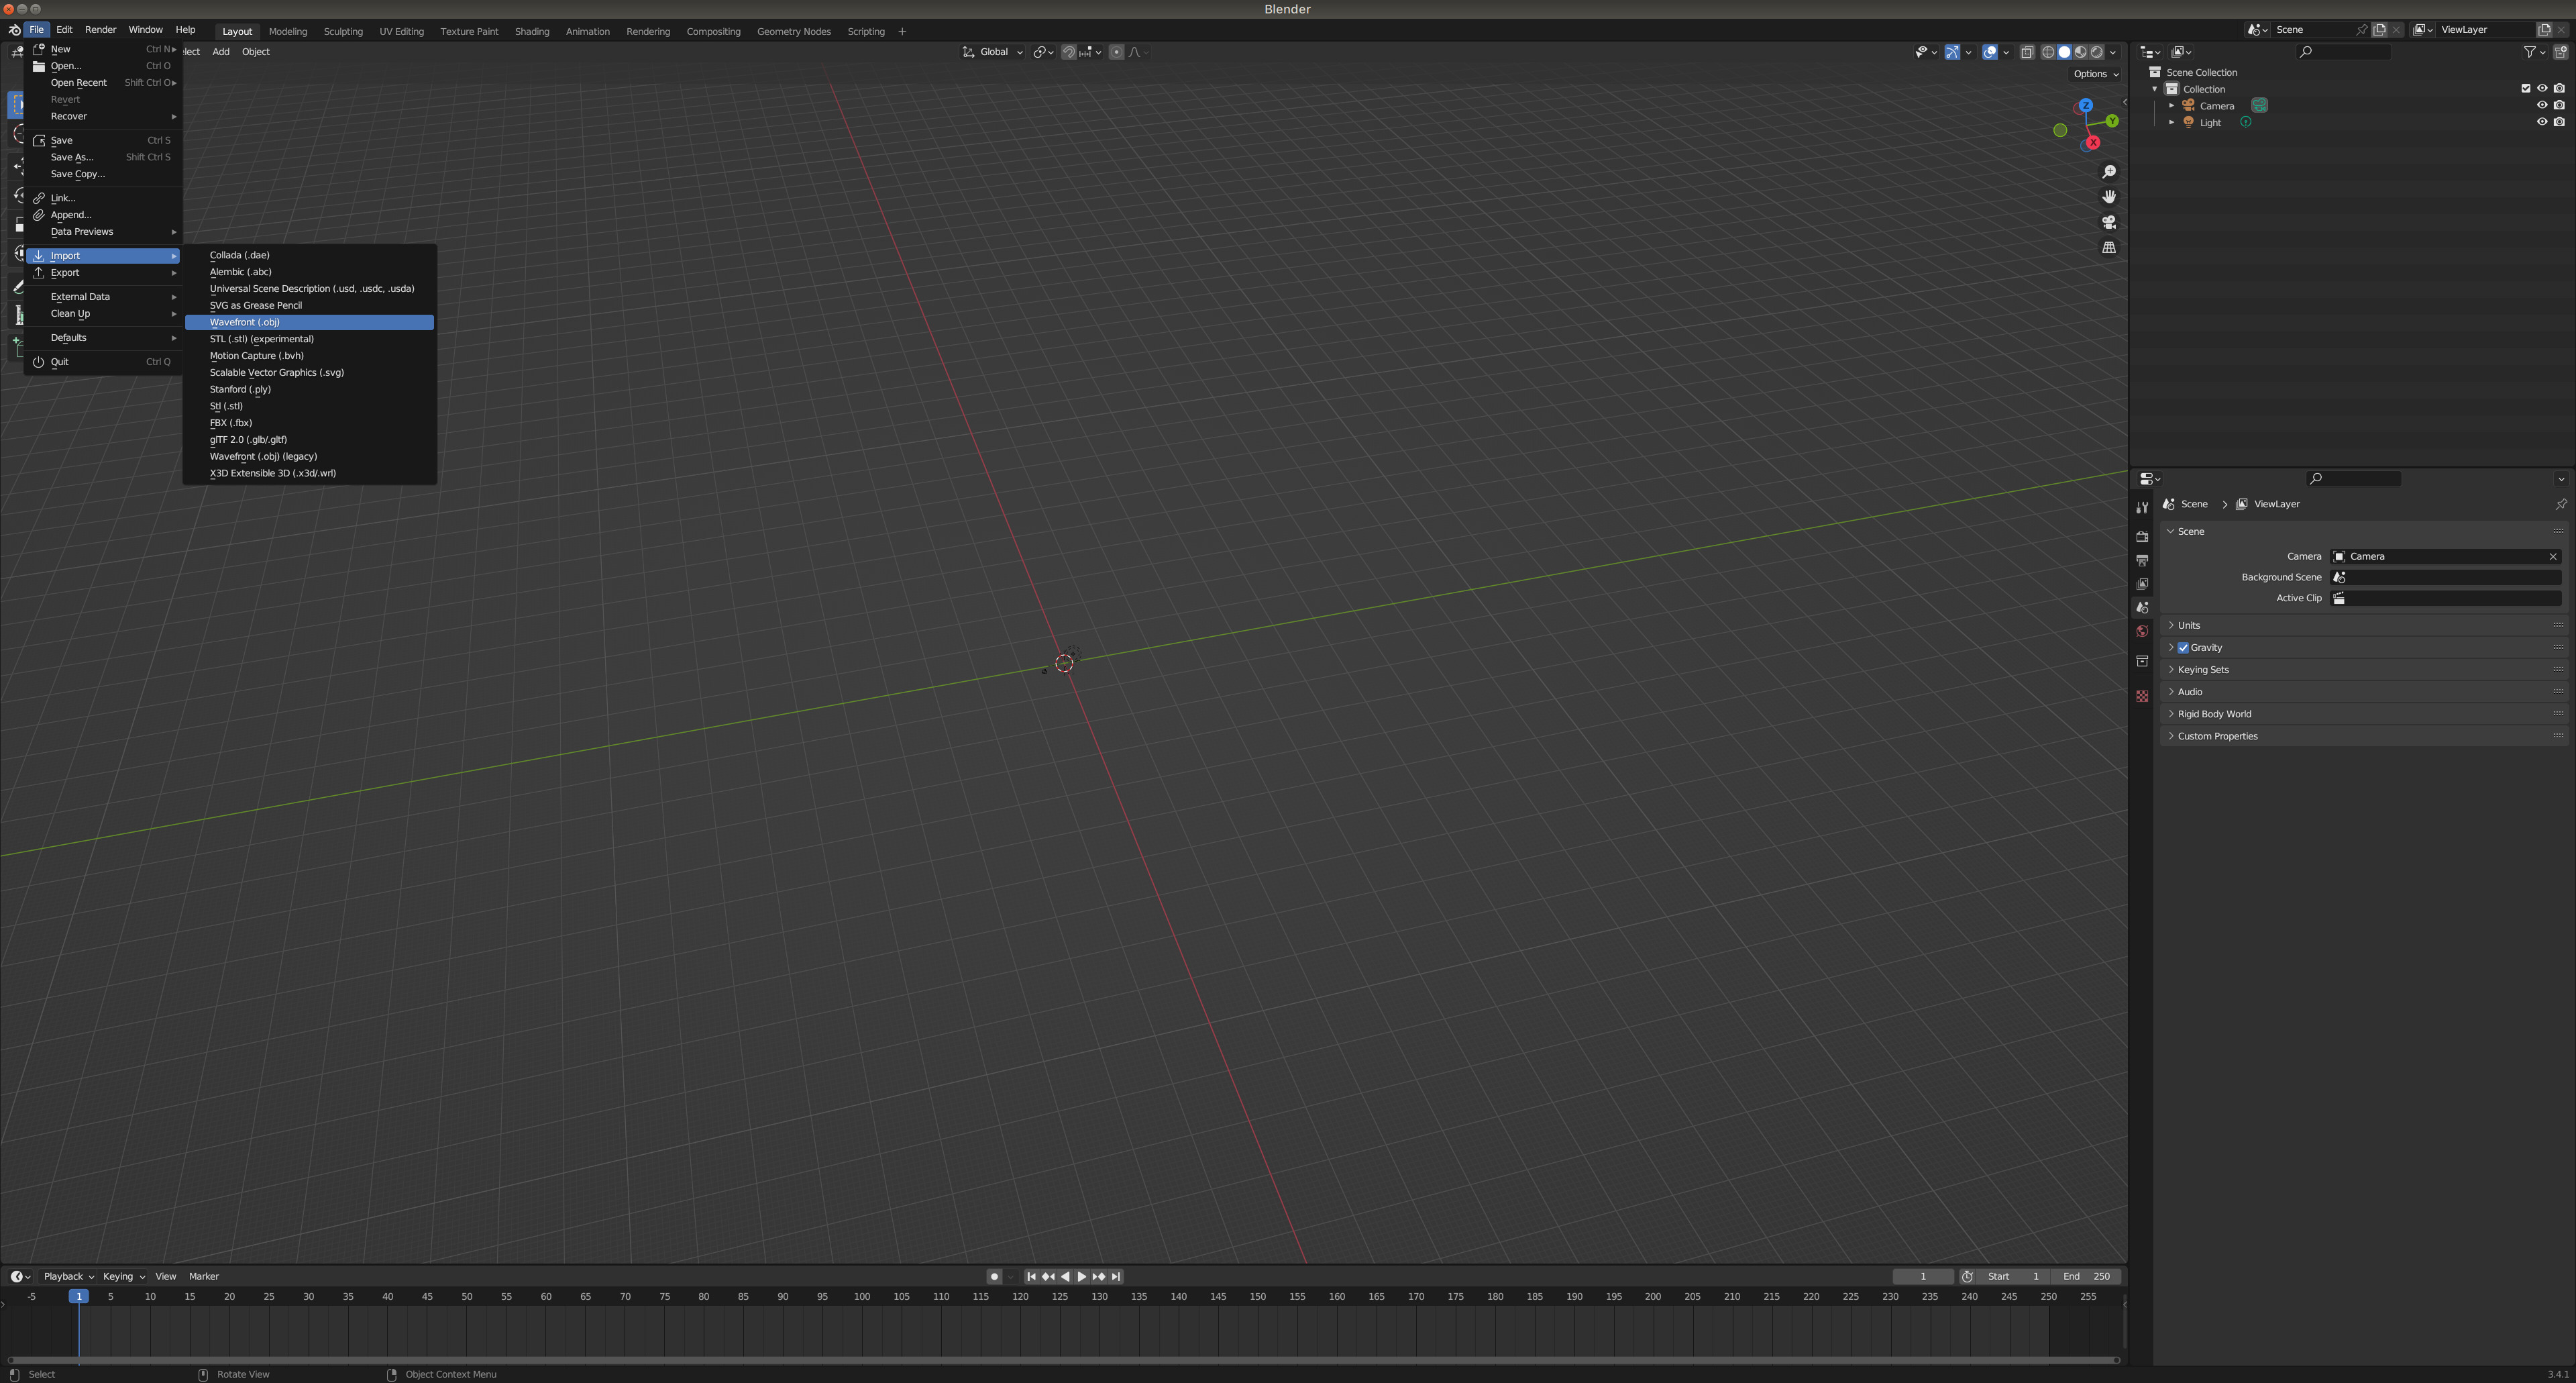 Blender
File Edit Render Window Help Layout Modeling Sculpting UV Editing Texture Paint Shading Animation Rendering Compositing Geometry Nodes Scripting + Scene ViewLayer
Add Object Global
Options
New Ctrl N
Open... Ctrl O
Open Recent Shift Ctrl O
Revert
Recover
Save Ctrl S
Save As... Shift Ctrl S
Save Copy...
Link...
Append...
Data Previews
Import
Export
External Data
Clean Up
Defaults
Quit Ctrl Q
Collada (.dae)
Alembic (.abc)
Universal Scene Description (.usd, .usdc, .usda)
SVG as Grease Pencil
Wavefront (.obj)
STL (.stl) (experimental)
Motion Capture (.bvh)
Scalable Vector Graphics (.svg)
Stanford (.ply)
Stl (.stl)
FBX (.fbx)
glTF 2.0 (.glb/.gltf)
Wavefront (.obj) (legacy)
X3D Extensible 3D (.x3d/.wrl)
Z
Y
X
Scene Collection
Collection
Camera
Light
Scene ViewLayer
Scene
Camera Camera
Background Scene
Active Clip
Units
Gravity
Keying Sets
Audio
Rigid Body World
Custom Properties
Playback Keying View Marker 1 Start 1 End 250
-5 1 5 10 15 20 25 30 35 40 45 50 55 60 65 70 75 80 85 90 95 100 105 110 115 120 125 130 135 140 145 150 155 160 165 170 175 180 185 190 195 200 205 210 215 220 225 230 235 240 245 250 255
Select Rotate View Object Context Menu 3.4.1